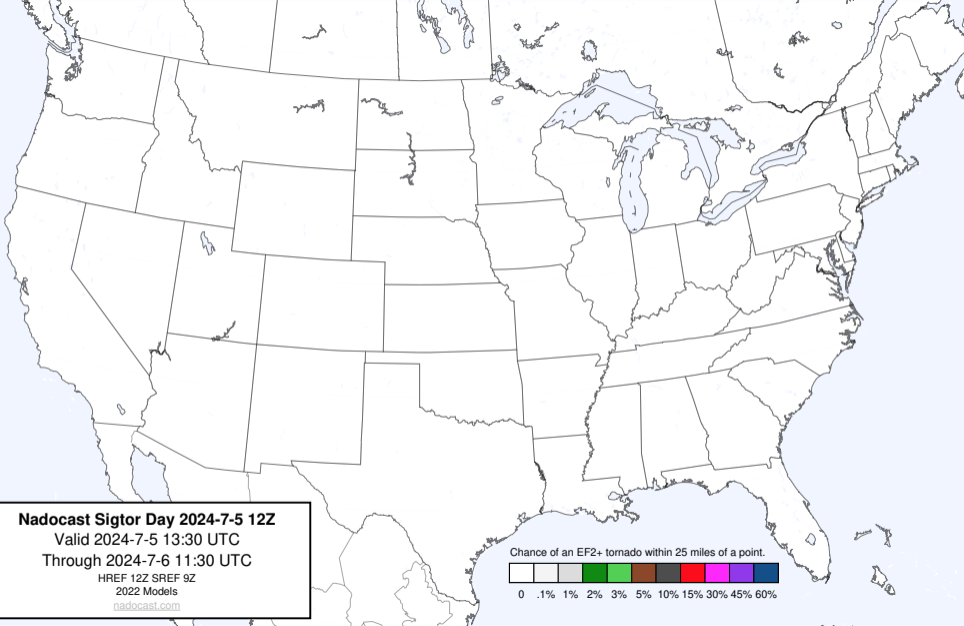 Nadocast Sigtor Day 2024-7-5 12Z
Valid 2024-7-5 13:30 UTC
Through 2024-7-6 11:30 UTC
HREF 12Z SREF 9Z
2022 Models
nadocast.com
Chance of an EF2+ tornado within 25 miles of a point.
0 .1% 1% 2% 3% 5% 10% 15% 30% 45% 60%